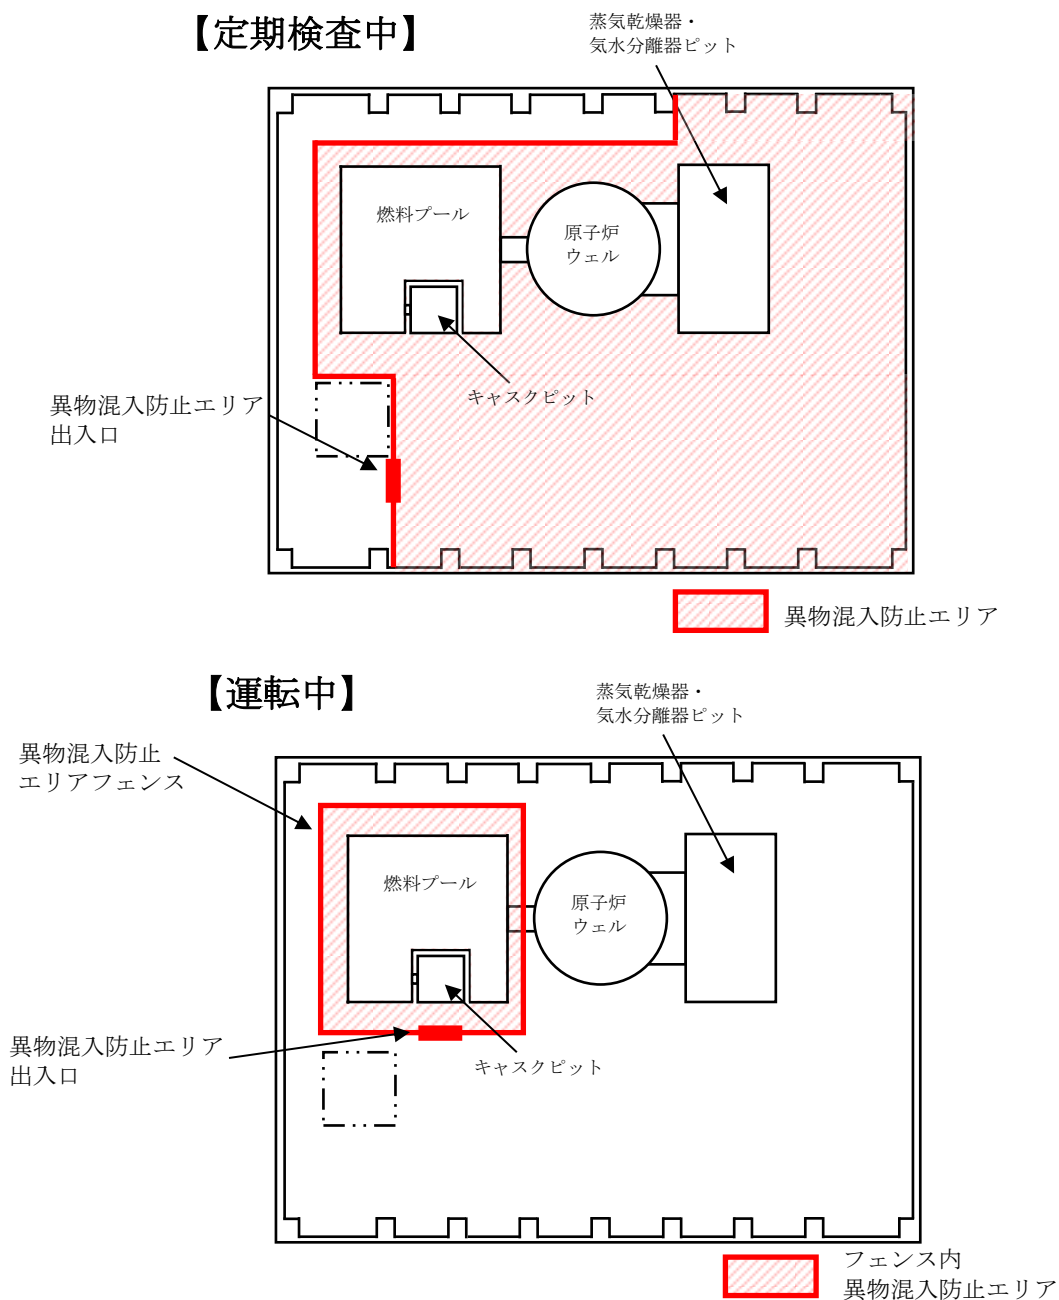 【定期検査中】
蒸気乾燥器・
気水分離器ピット
燃料プール
原子炉
ウェル
キャスクピット
異物混入防止エリア
出入口
異物混入防止エリア
【運転中】
蒸気乾燥器・
気水分離器ピット
異物混入防止
エリアフェンス
燃料プール
原子炉
ウェル
異物混入防止エリア
出入口
キャスクピット
フェンス内
異物混入防止エリア